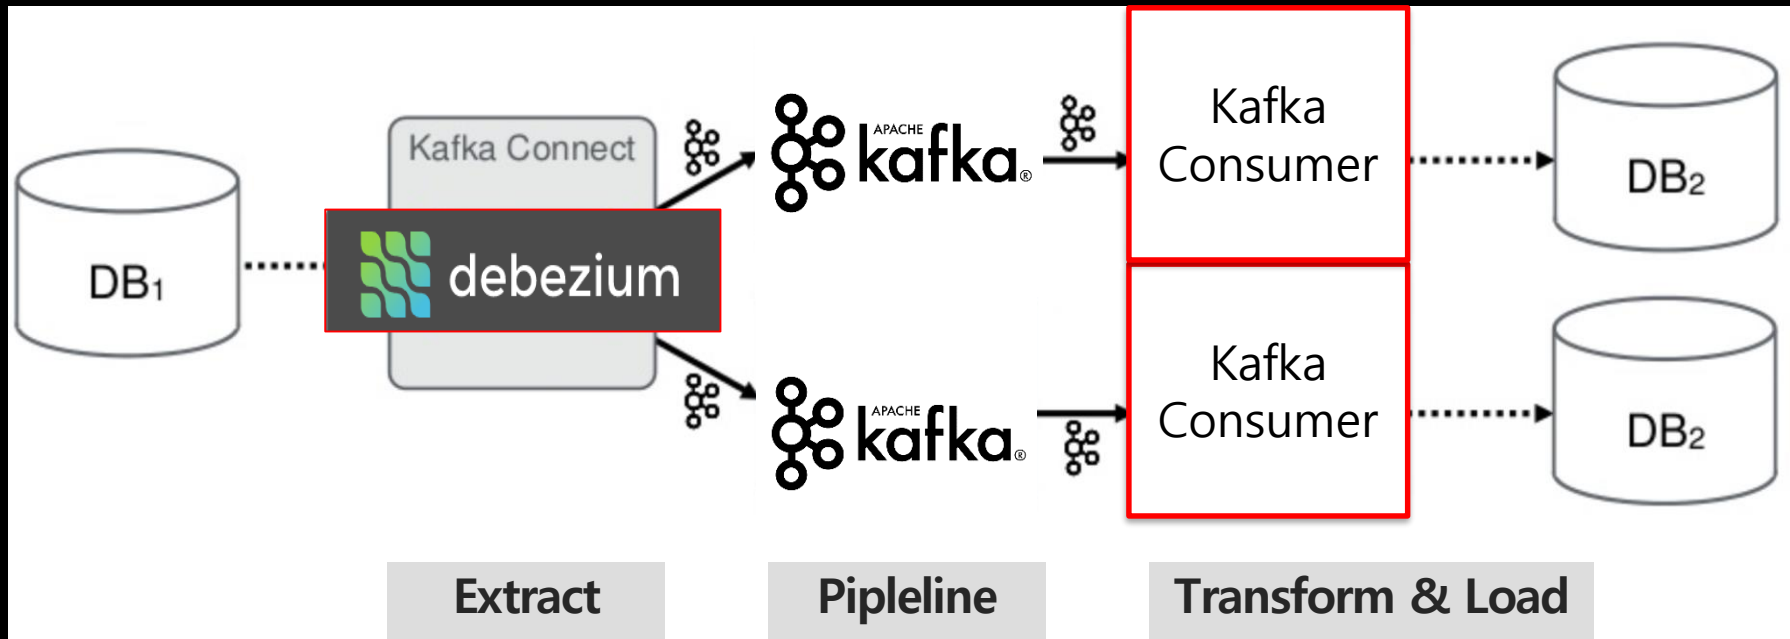 Kafka Connect
DB₁
debezium
APACHE
kafka®
Kafka
Consumer
DB₂
APACHE
kafka®
Kafka
Consumer
DB₂
Extract
Pipleline
Transform & Load